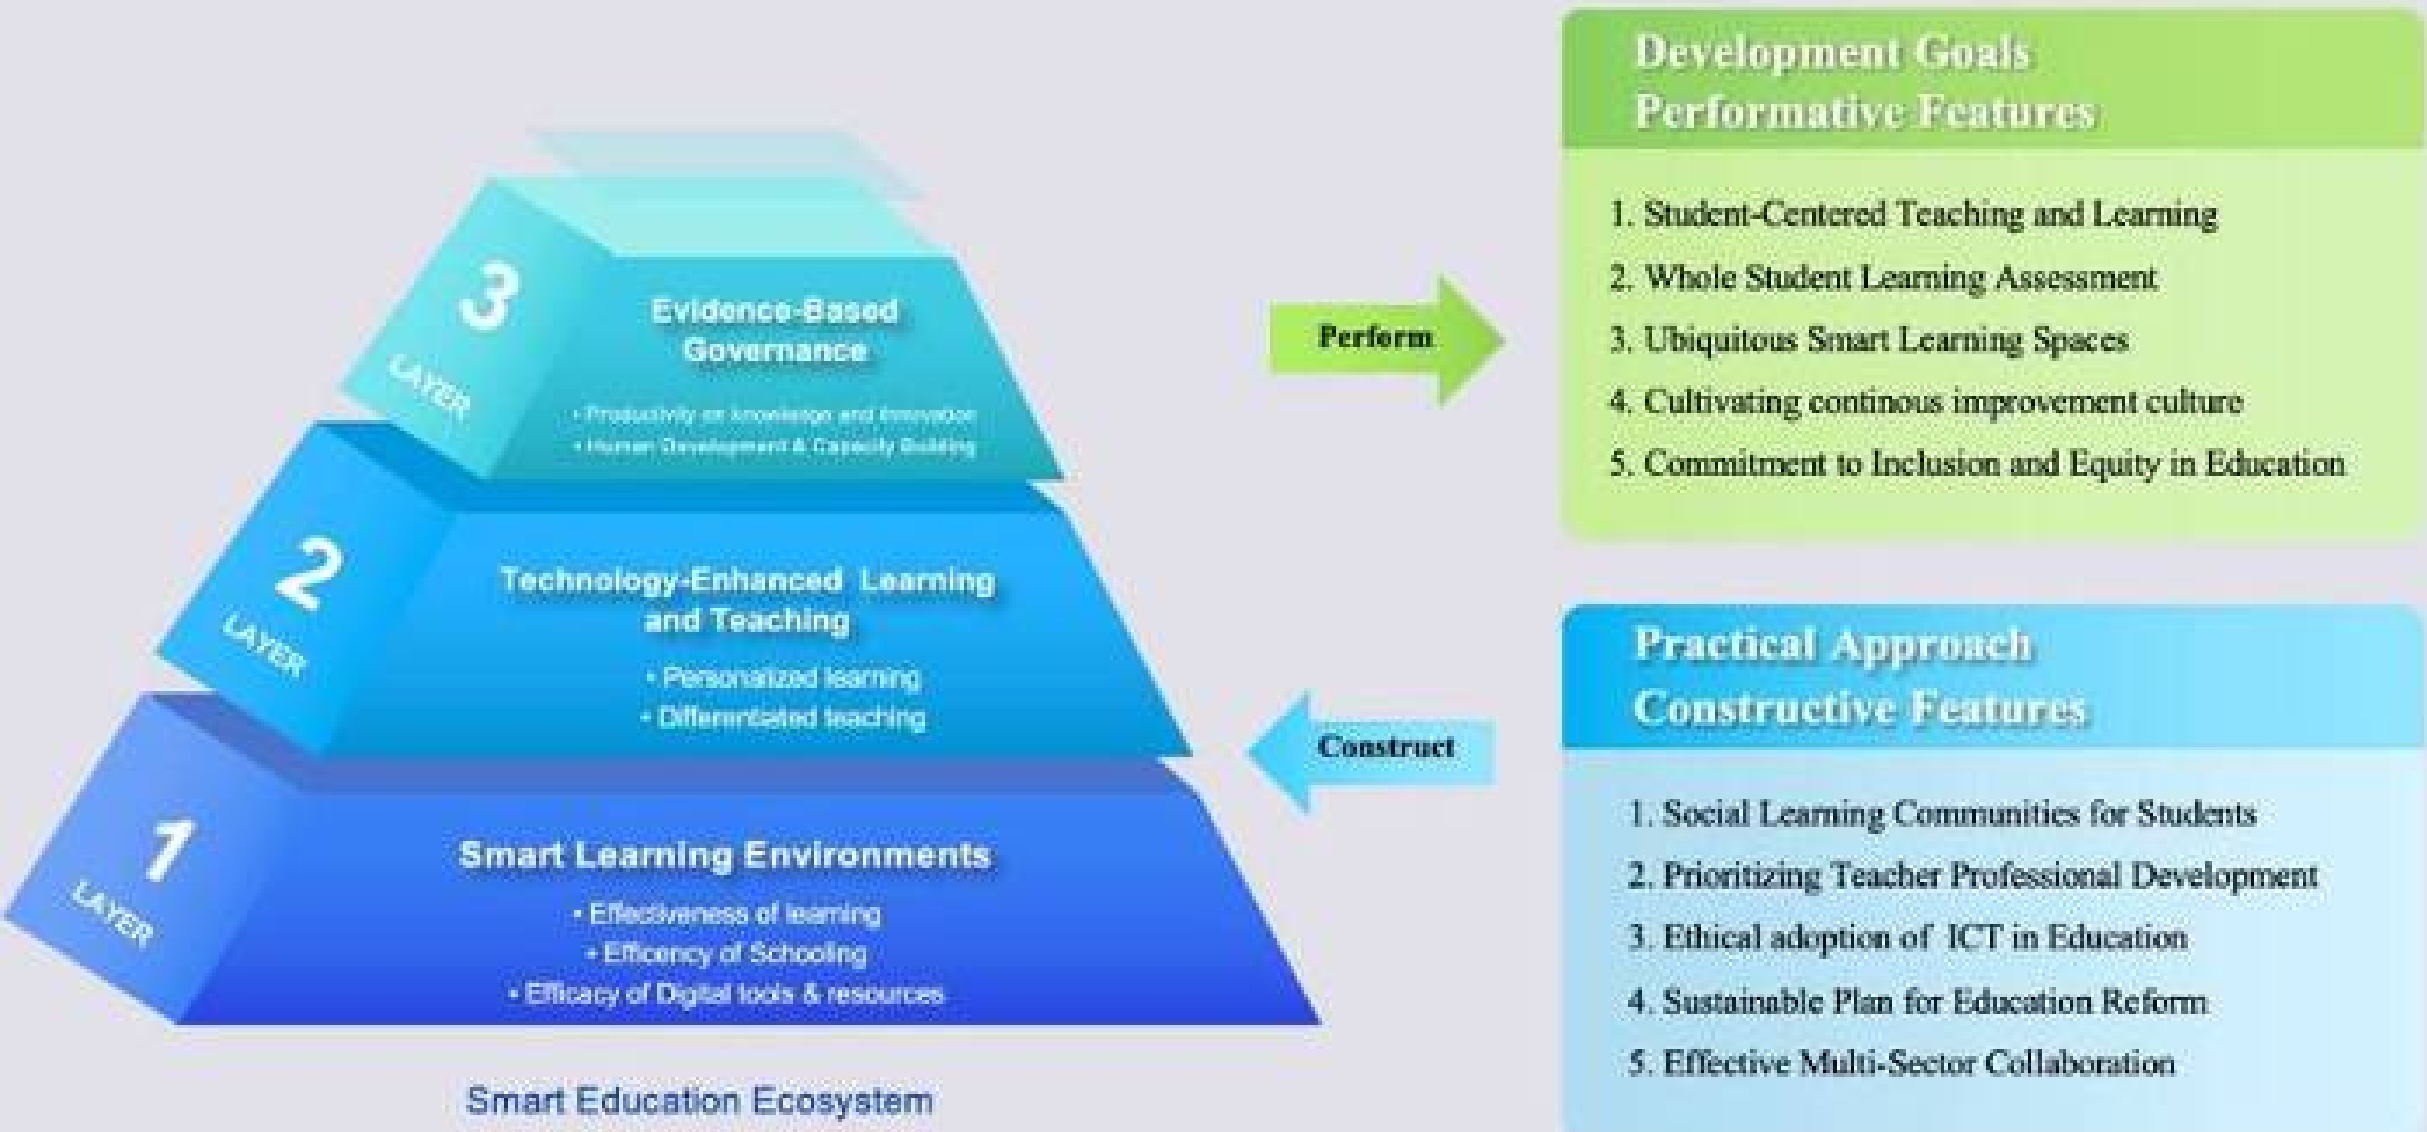 3
LAYER
Evidence-Based
Governance
• Productivity on knowledge and innovation
• Human Development & Capacity Building
2
LAYER
Technology-Enhanced Learning
and Teaching
• Personalized learning
• Differentiated teaching
1
LAYER
Smart Learning Environments
• Effectiveness of learning
• Efficency of Schooling
• Efficacy of Digital tools & resources
Smart Education Ecosystem
Perform
Construct
Development Goals
Performative Features
1. Student-Centered Teaching and Learning
2. Whole Student Learning Assessment
3. Ubiquitous Smart Learning Spaces
4. Cultivating continous improvement culture
5. Commitment to Inclusion and Equity in Education
Practical Approach
Constructive Features
1. Social Learning Communities for Students
2. Prioritizing Teacher Professional Development
3. Ethical adoption of ICT in Education
4. Sustainable Plan for Education Reform
5. Effective Multi-Sector Collaboration